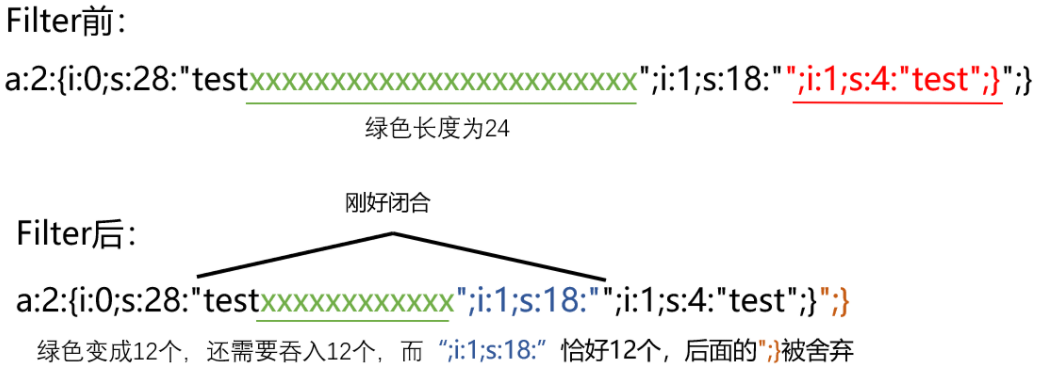 Filter前：
a:2:{i:0;s:28:"testxxxxxxxxxxxxxxxxxxxxxxxx";i:1;s:18:"";i:1;s:4:"test";}";}
绿色长度为24
刚好闭合
Filter后：
a:2:{i:0;s:28:"testxxxxxxxxxxxx";i:1;s:18:"";i:1;s:4:"test";}";}
绿色变成12个，还需要吞入12个，而“;i:1;s:18:”恰好12个，后面的";}被舍弃